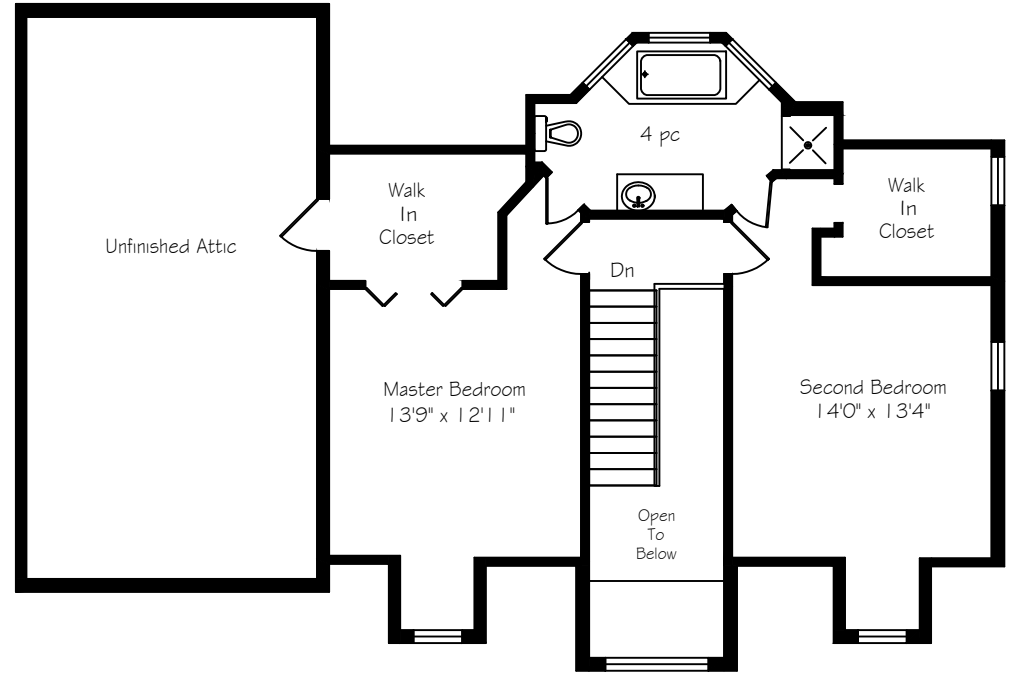 4 pc
Walk
In
Closet
Walk
In
Closet
Unfinished Attic
Dn
Master Bedroom
13'9" x 12'11"
Second Bedroom
14'0" x 13'4"
Open
To
Below